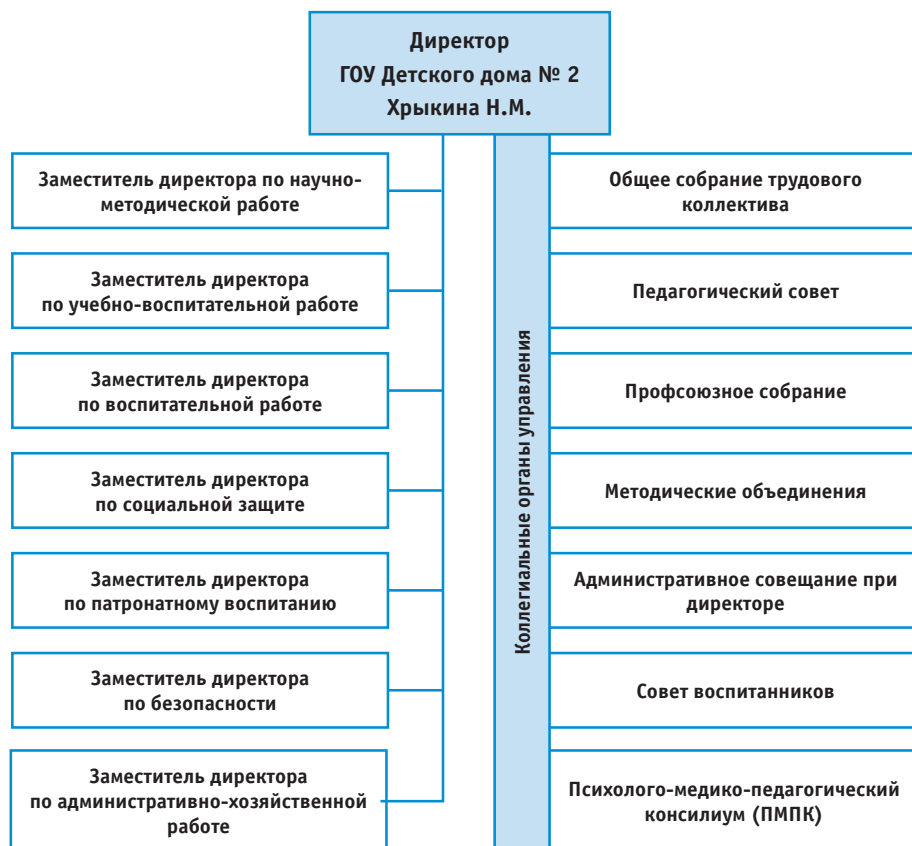 Директор
ГОУ Детского дома № 2
Хрыкина Н.М.
Заместитель директора по научно-
методической работе
Заместитель директора
по учебно-воспитательной работе
Заместитель директора
по воспитательной работе
Заместитель директора
по социальной защите
Заместитель директора
по патронатному воспитанию
Заместитель директора
по безопасности
Заместитель директора
по административно-хозяйственной
работе
Коллегиальные органы управления
Общее собрание трудового
коллектива
Педагогический совет
Профсоюзное собрание
Методические объединения
Административное совещание при
директоре
Совет воспитанников
Психолого-медико-педагогический
консилиум (ПМПК)